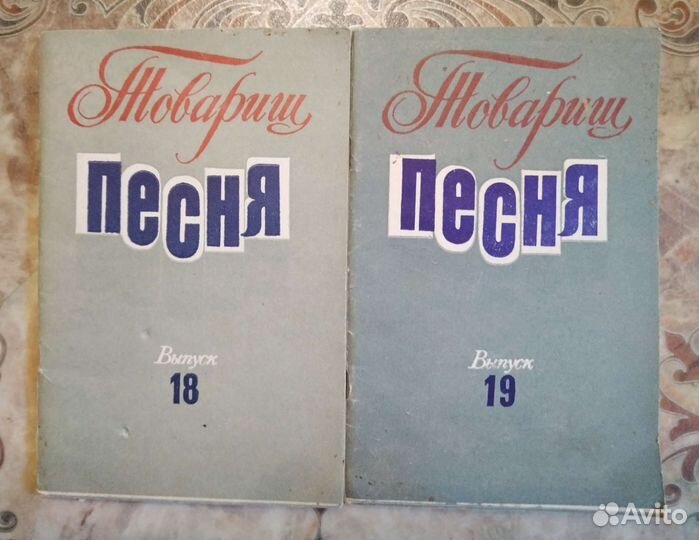 Товарищ
песня
Выпуск
18
Товарищ
песня
Выпуск
19
Avito